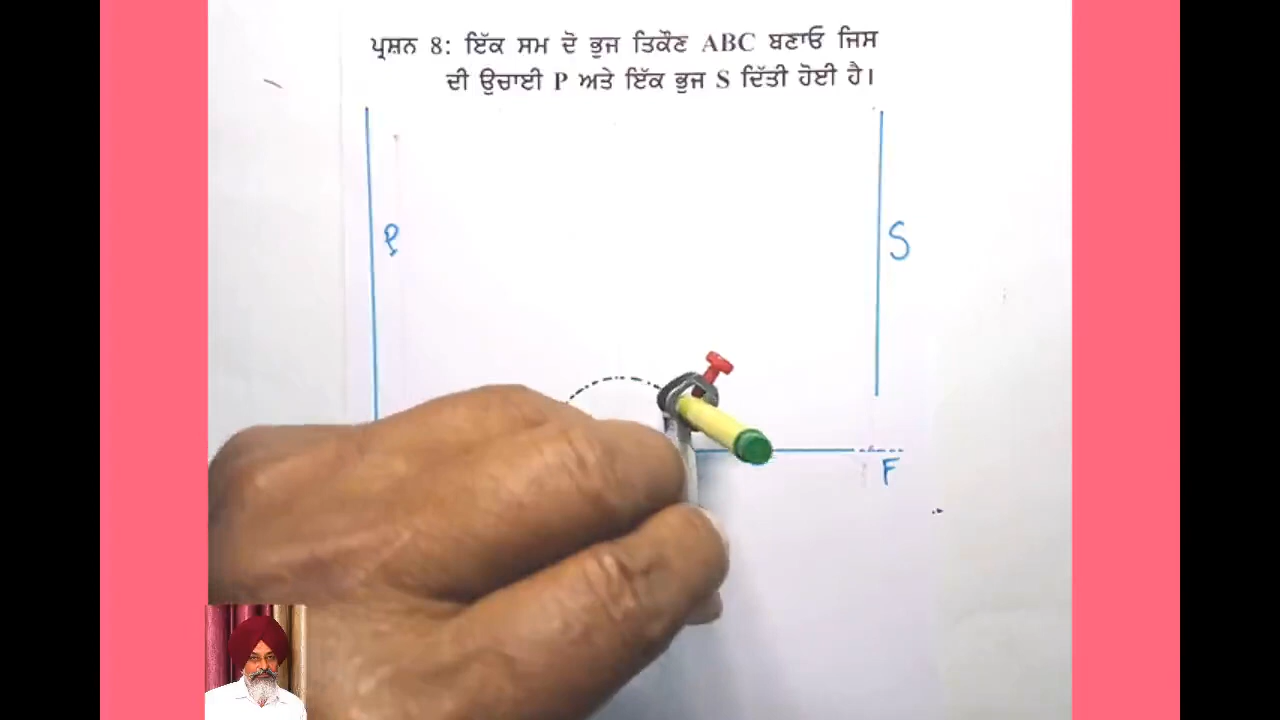 ਪ੍ਰਸ਼ਨ 8: ਇੱਕ ਸਮ ਦੋ ਭੁਜ ਤਿਕੌਣ ABC ਬਣਾਓ ਜਿਸ
ਦੀ ਉਚਾਈ P ਅਤੇ ਇੱਕ ਭੁਜ S ਦਿੱਤੀ ਹੋਈ ਹੈ।
P
S
F